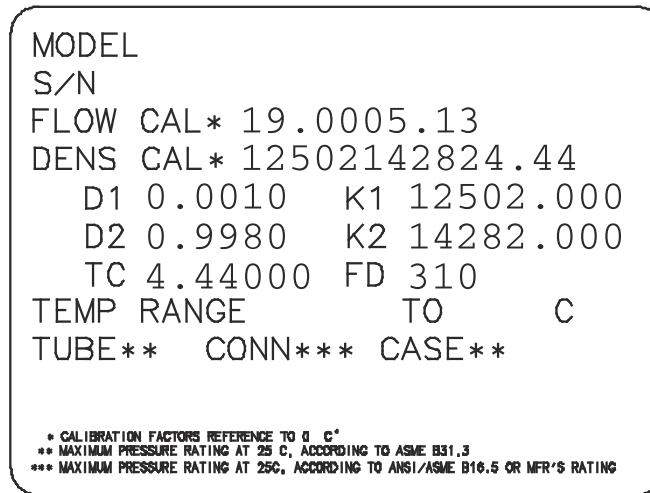 MODEL
S/N
FLOW CAL* 19.0005.13
DENS CAL* 12502142824.44
D1 0.0010 K1 12502.000
D2 0.9980 K2 14282.000
TC 4.44000 FD 310
TEMP RANGE TO C
TUBE** CONN*** CASE**
* CALIBRATION FACTORS REFERENCE TO 0 C°
** MAXIMUM PRESSURE RATING AT 25 C, ACCORDING TO ASME B31.3
*** MAXIMUM PRESSURE RATING AT 25C, ACCORDING TO ANSI/ASME B16.5 OR MFR'S RATING